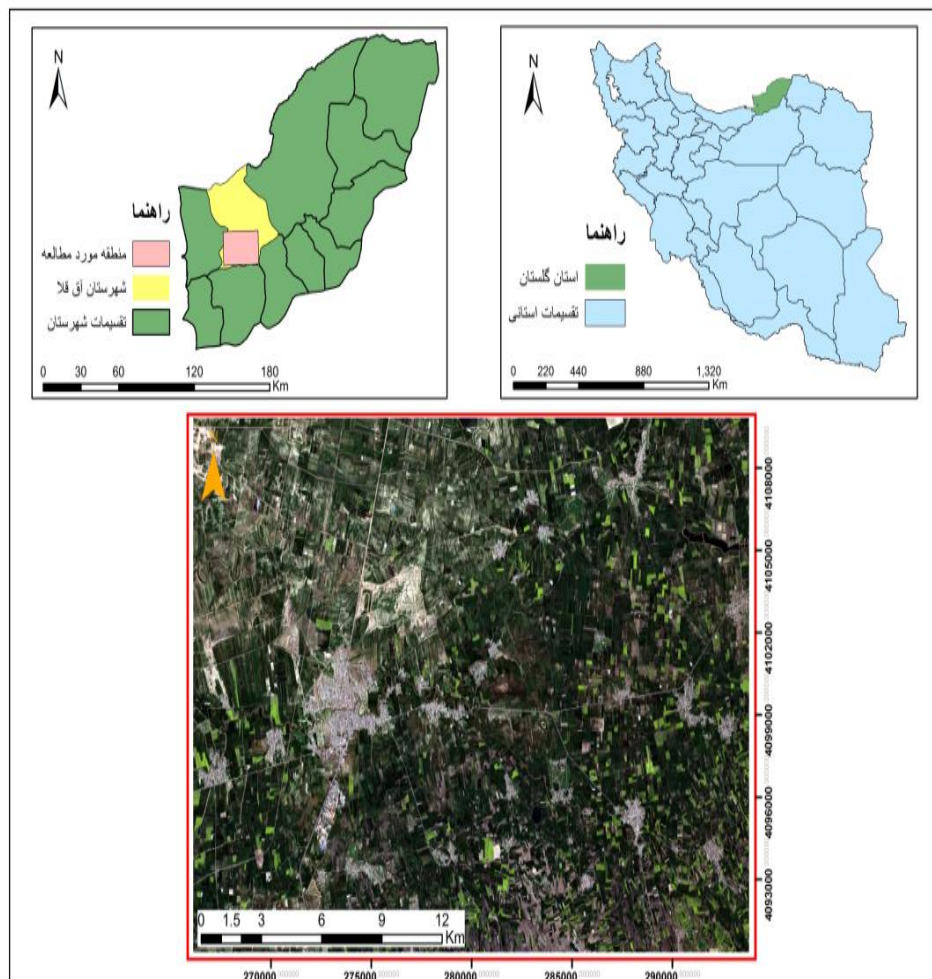 N
راهنما
منطقه مورد مطالعه
شهرستان آق قلا
تقسیمات شهرستان
0 30 60 120 180
Km
N
راهنما
استان گلستان
تقسیمات استانی
0 220 440 880 1,320
Km
4108000
4105000
4102000
4099000
4096000
4093000
0 1.5 3 6 9 12
Km
270000 275000 280000 285000 290000